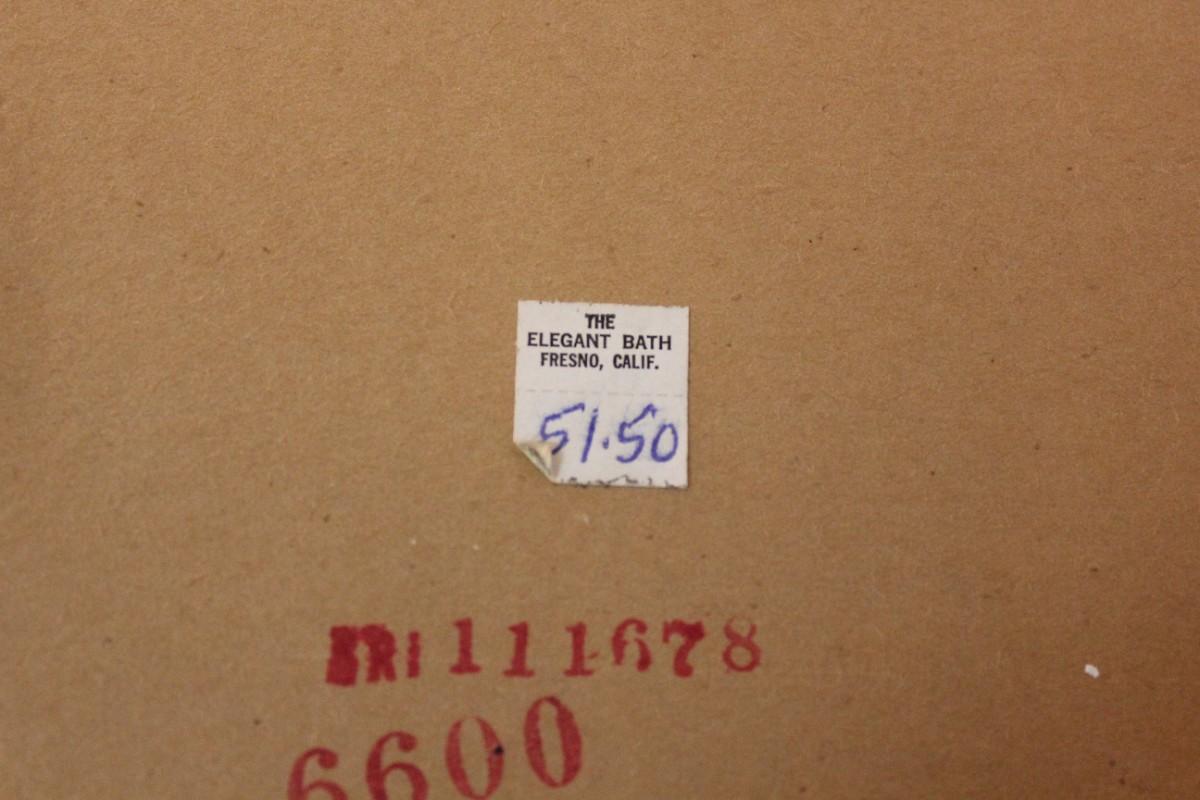 THE
ELEGANT BATH
FRESNO, CALIF.
51.50
111678
6600